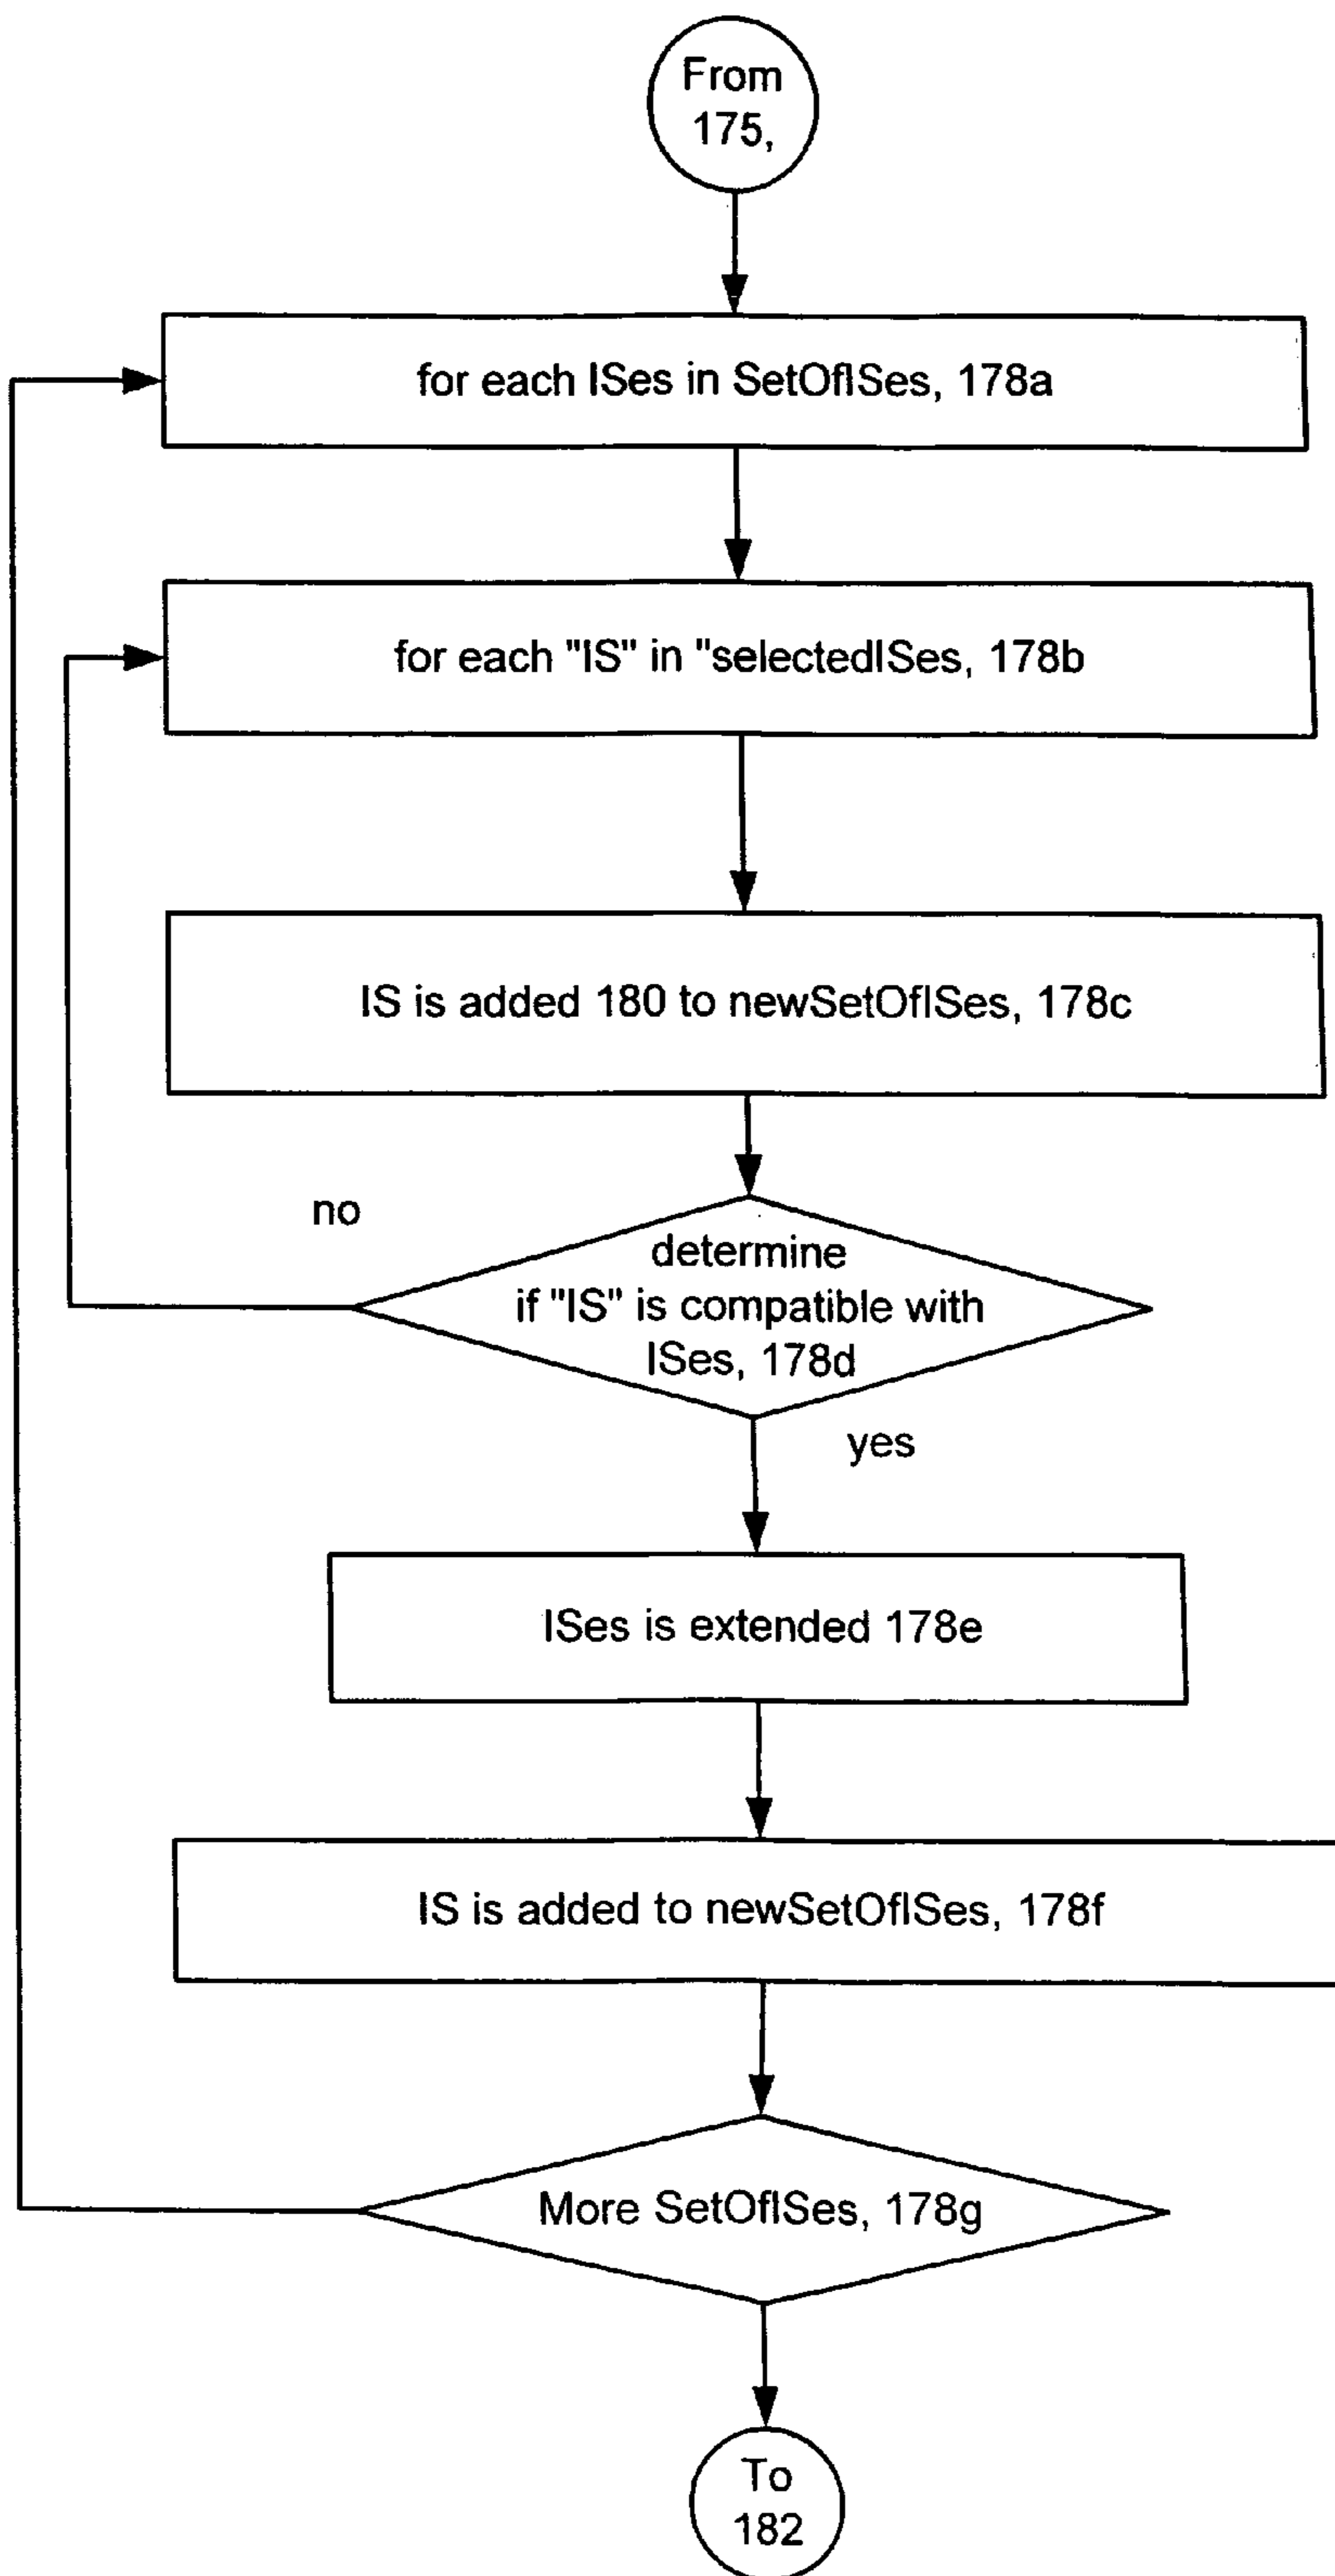 From
175,
for each ISes in SetOfISes, 178a
for each "IS" in "selectedISes, 178b
IS is added 180 to newSetOfISes, 178c
no
determine
if "IS" is compatible with
ISes, 178d
yes
ISes is extended 178e
IS is added to newSetOfISes, 178f
More SetOfISes, 178g
To
182